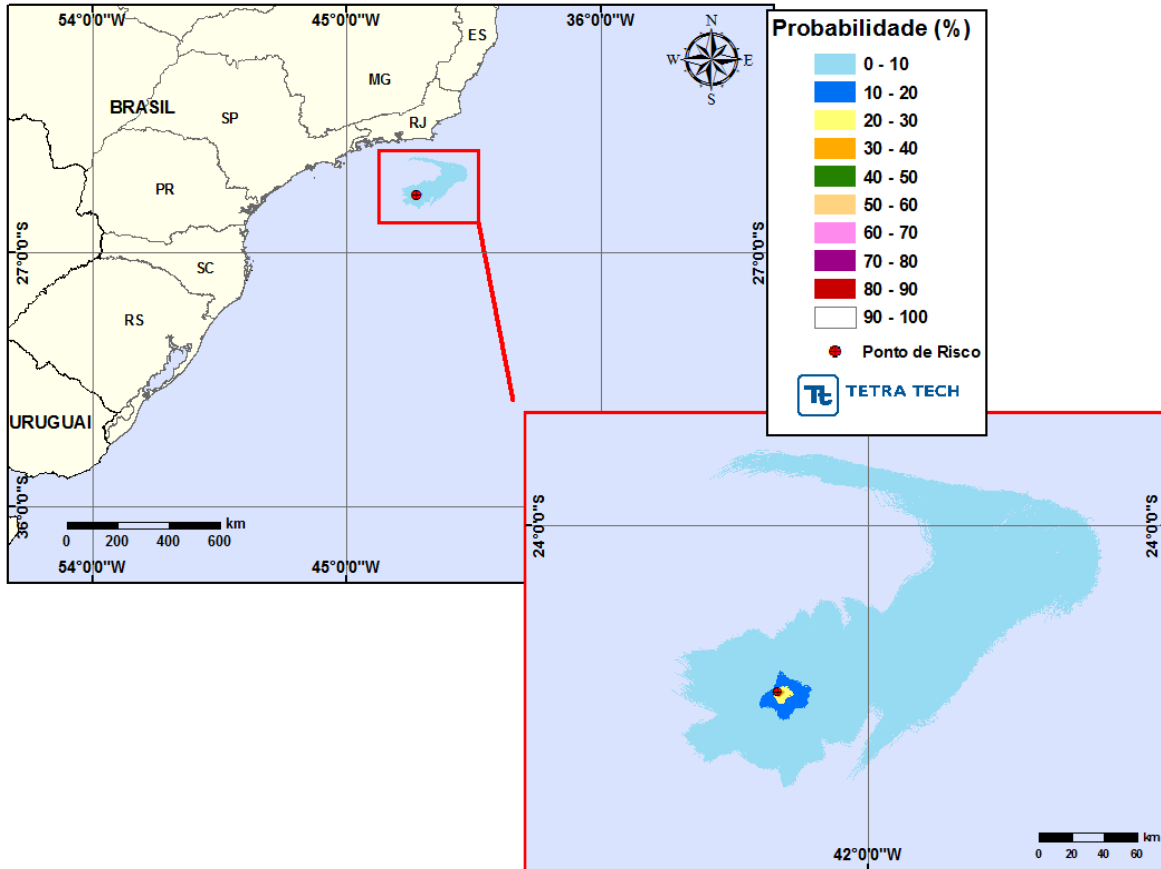 54°0'0"W
45°0'0"W
36°0'0"W
N
W
E
S
ES
MG
BRASIL
SP
RJ
PR
27°0'0"S
27°0'0"S
SC
RS
URUGUAI
36°0'0"S
km
0 200 400 600
54°0'0"W
45°0'0"W
Probabilidade (%)
0 - 10
10 - 20
20 - 30
30 - 40
40 - 50
50 - 60
60 - 70
70 - 80
80 - 90
90 - 100
Ponto de Risco
Tt TETRA TECH
24°0'0"S
24°0'0"S
42°0'0"W
km
0 20 40 60